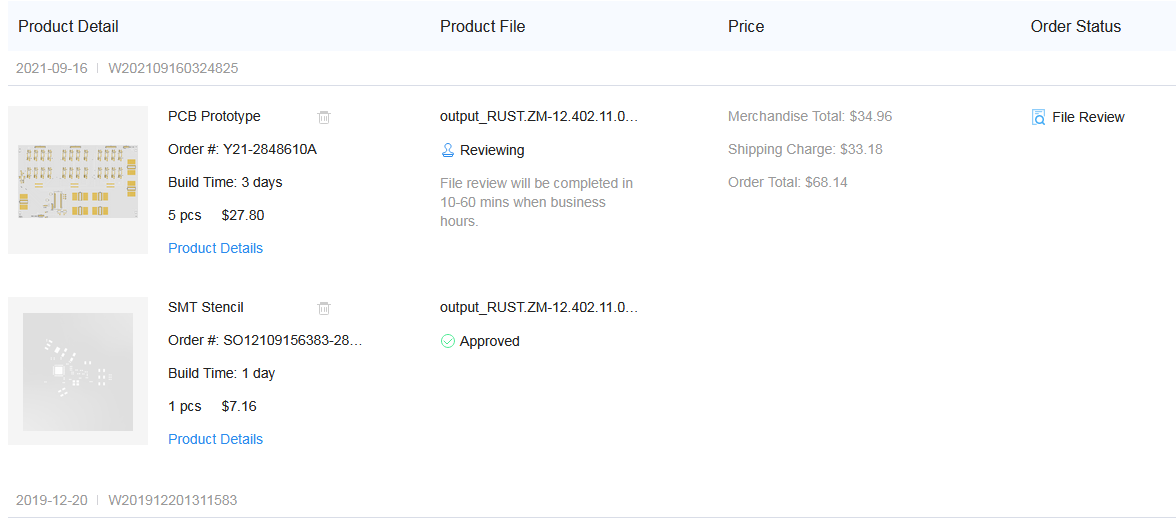 Product Detail Product File Price Order Status
2021-09-16 | W202109160324825
PCB Prototype output_RUST.ZM-12.402.11.0... Merchandise Total: $34.96 File Review
Order #: Y21-2848610A Reviewing Shipping Charge: $33.18
Build Time: 3 days File review will be completed in Order Total: $68.14
10-60 mins when business
5 pcs $27.80 hours.
Product Details
SMT Stencil output_RUST.ZM-12.402.11.0...
Order #: SO12109156383-28... Approved
Build Time: 1 day
1 pcs $7.16
Product Details
2019-12-20 | W201912201311583